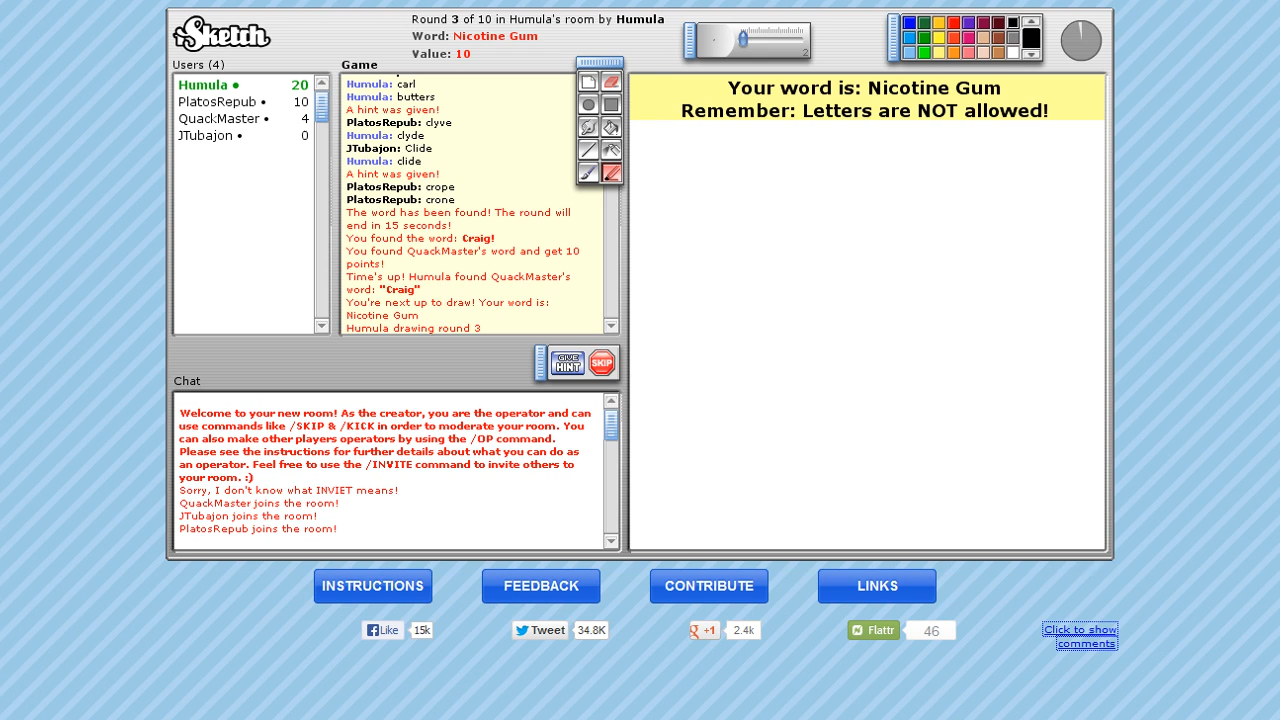 iSketch
Round 3 of 10 in Humula's room by Humula
Word: Nicotine Gum
Value: 10
2
Users (4)
Humula • 20
PlatosRepub • 10
QuackMaster • 4
JTubajon • 0
Game
Humula: carl
Humula: butters
A hint was given!
PlatosRepub: clyve
Humula: clyde
JTubajon: Clide
Humula: clide
A hint was given!
PlatosRepub: crope
PlatosRepub: crone
The word has been found! The round will
end in 15 seconds!
You found the word: Craig!
You found QuackMaster's word and get 10
points!
Time's up! Humula found QuackMaster's
word: "Craig"
You're next up to draw! Your word is:
Nicotine Gum
Humula drawing round 3
Your word is: Nicotine Gum
Remember: Letters are NOT allowed!
GIVE
HINT
SKIP
Chat
Welcome to your new room! As the creator, you are the operator and can
use commands like /SKIP & /KICK in order to moderate your room. You
can also make other players operators by using the /OP command.
Please see the instructions for further details about what you can do as
an operator. Feel free to use the /INVITE command to invite others to
your room. :)
Sorry, I don't know what INVIET means!
QuackMaster joins the room!
JTubajon joins the room!
PlatosRepub joins the room!
INSTRUCTIONS FEEDBACK CONTRIBUTE LINKS
Like 15k Tweet 34.8K +1 2.4k Flattr 46
Click to show
comments